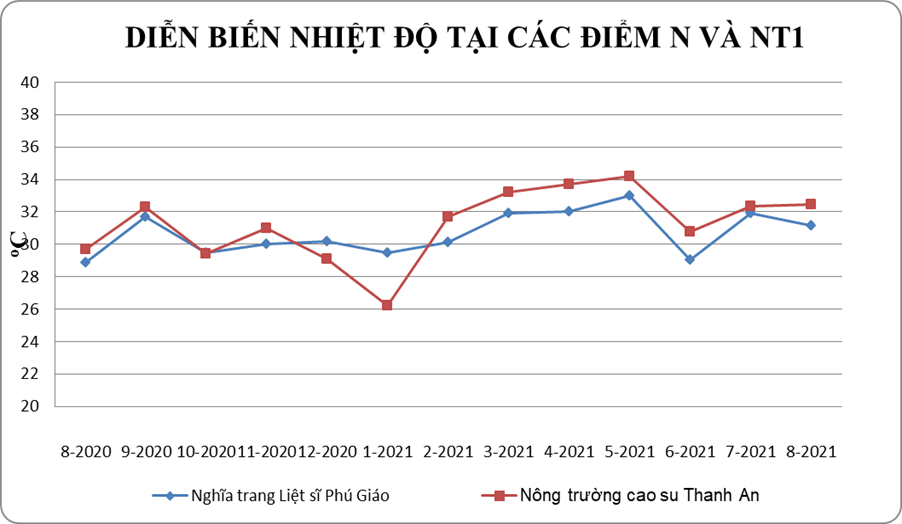 DIỄN BIẾN NHIỆT ĐỘ TẠI CÁC ĐIỂM N VÀ NT1
40
38
36
34
32
30
28
26
24
22
20
ºC
8-2020 9-2020 10-2020 11-2020 12-2020 1-2021 2-2021 3-2021 4-2021 5-2021 6-2021 7-2021 8-2021
Nghĩa trang Liệt sĩ Phú Giáo Nông trường cao su Thanh An